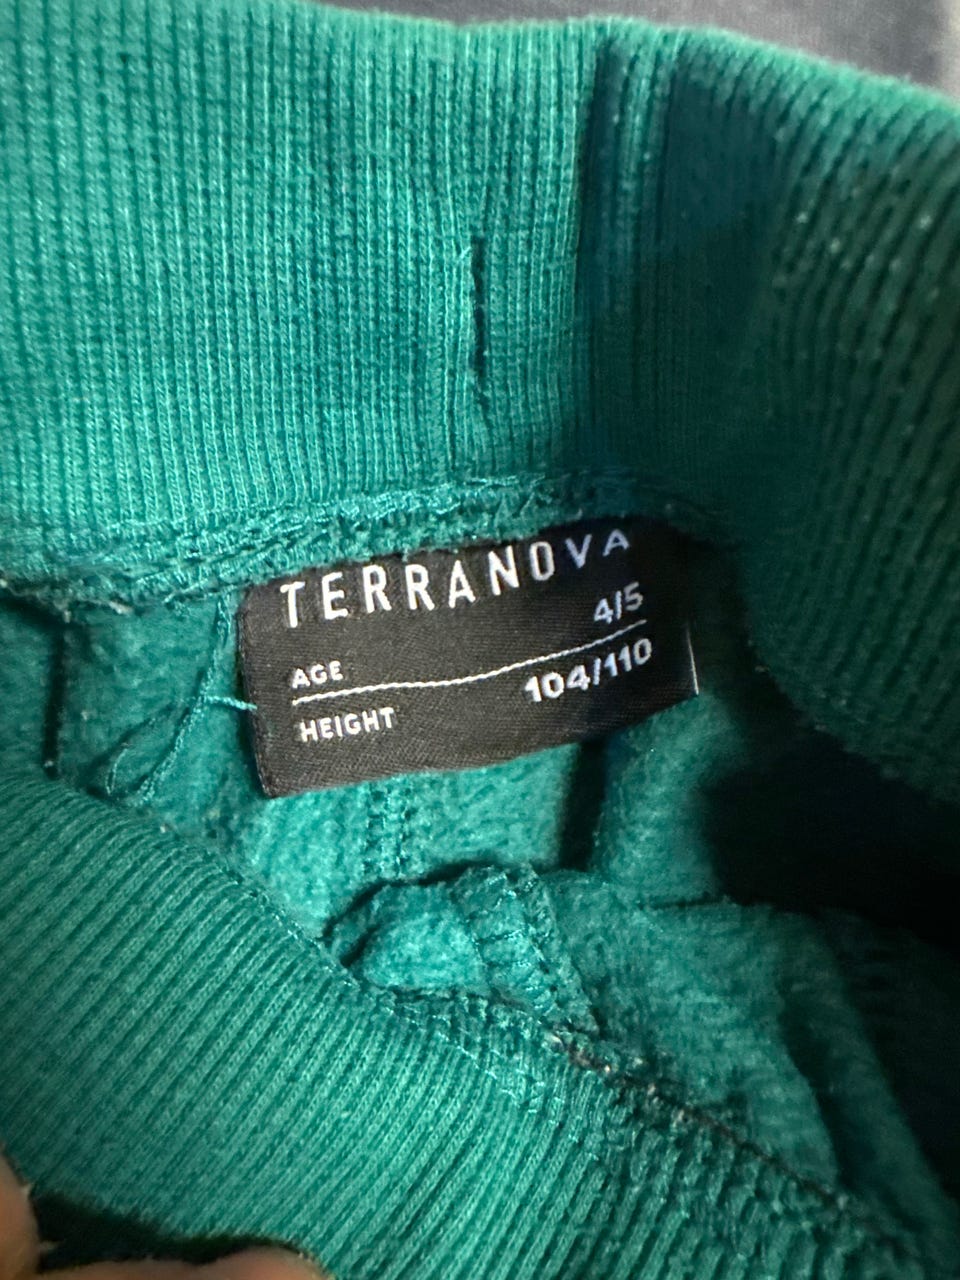 TERRANOVA
AGE 4/5
HEIGHT 104/110